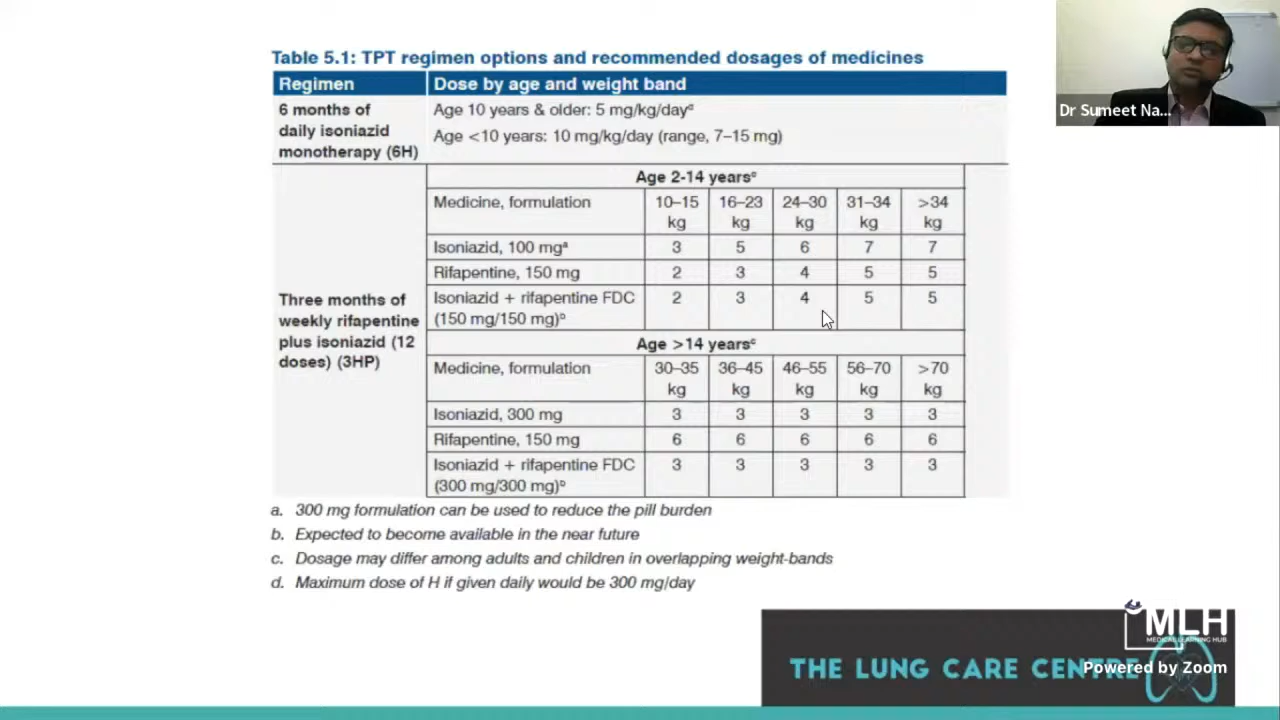 Table 5.1: TPT regimen options and recommended dosages of medicines
Regimen Dose by age and weight band
6 months of daily isoniazid monotherapy (6H)
Age 10 years & older: 5 mg/kg/dayᵈ
Age <10 years: 10 mg/kg/day (range, 7–15 mg)
Three months of weekly rifapentine plus isoniazid (12 doses) (3HP)
Age 2-14 yearsᶜ
Medicine, formulation 10–15 kg 16–23 kg 24–30 kg 31–34 kg >34 kg
Isoniazid, 100 mgᵃ 3 5 6 7 7
Rifapentine, 150 mg 2 3 4 5 5
Isoniazid + rifapentine FDC (150 mg/150 mg)ᵇ 2 3 4 5 5
Age >14 yearsᶜ
Medicine, formulation 30–35 kg 36–45 kg 46–55 kg 56–70 kg >70 kg
Isoniazid, 300 mg 3 3 3 3 3
Rifapentine, 150 mg 6 6 6 6 6
Isoniazid + rifapentine FDC (300 mg/300 mg)ᵇ 3 3 3 3 3
a. 300 mg formulation can be used to reduce the pill burden
b. Expected to become available in the near future
c. Dosage may differ among adults and children in overlapping weight-bands
d. Maximum dose of H if given daily would be 300 mg/day
Dr Sumeet Na...
MLH
MEDICAL LEARNING HUB
THE LUNG CARE CENTRE
Powered by Zoom